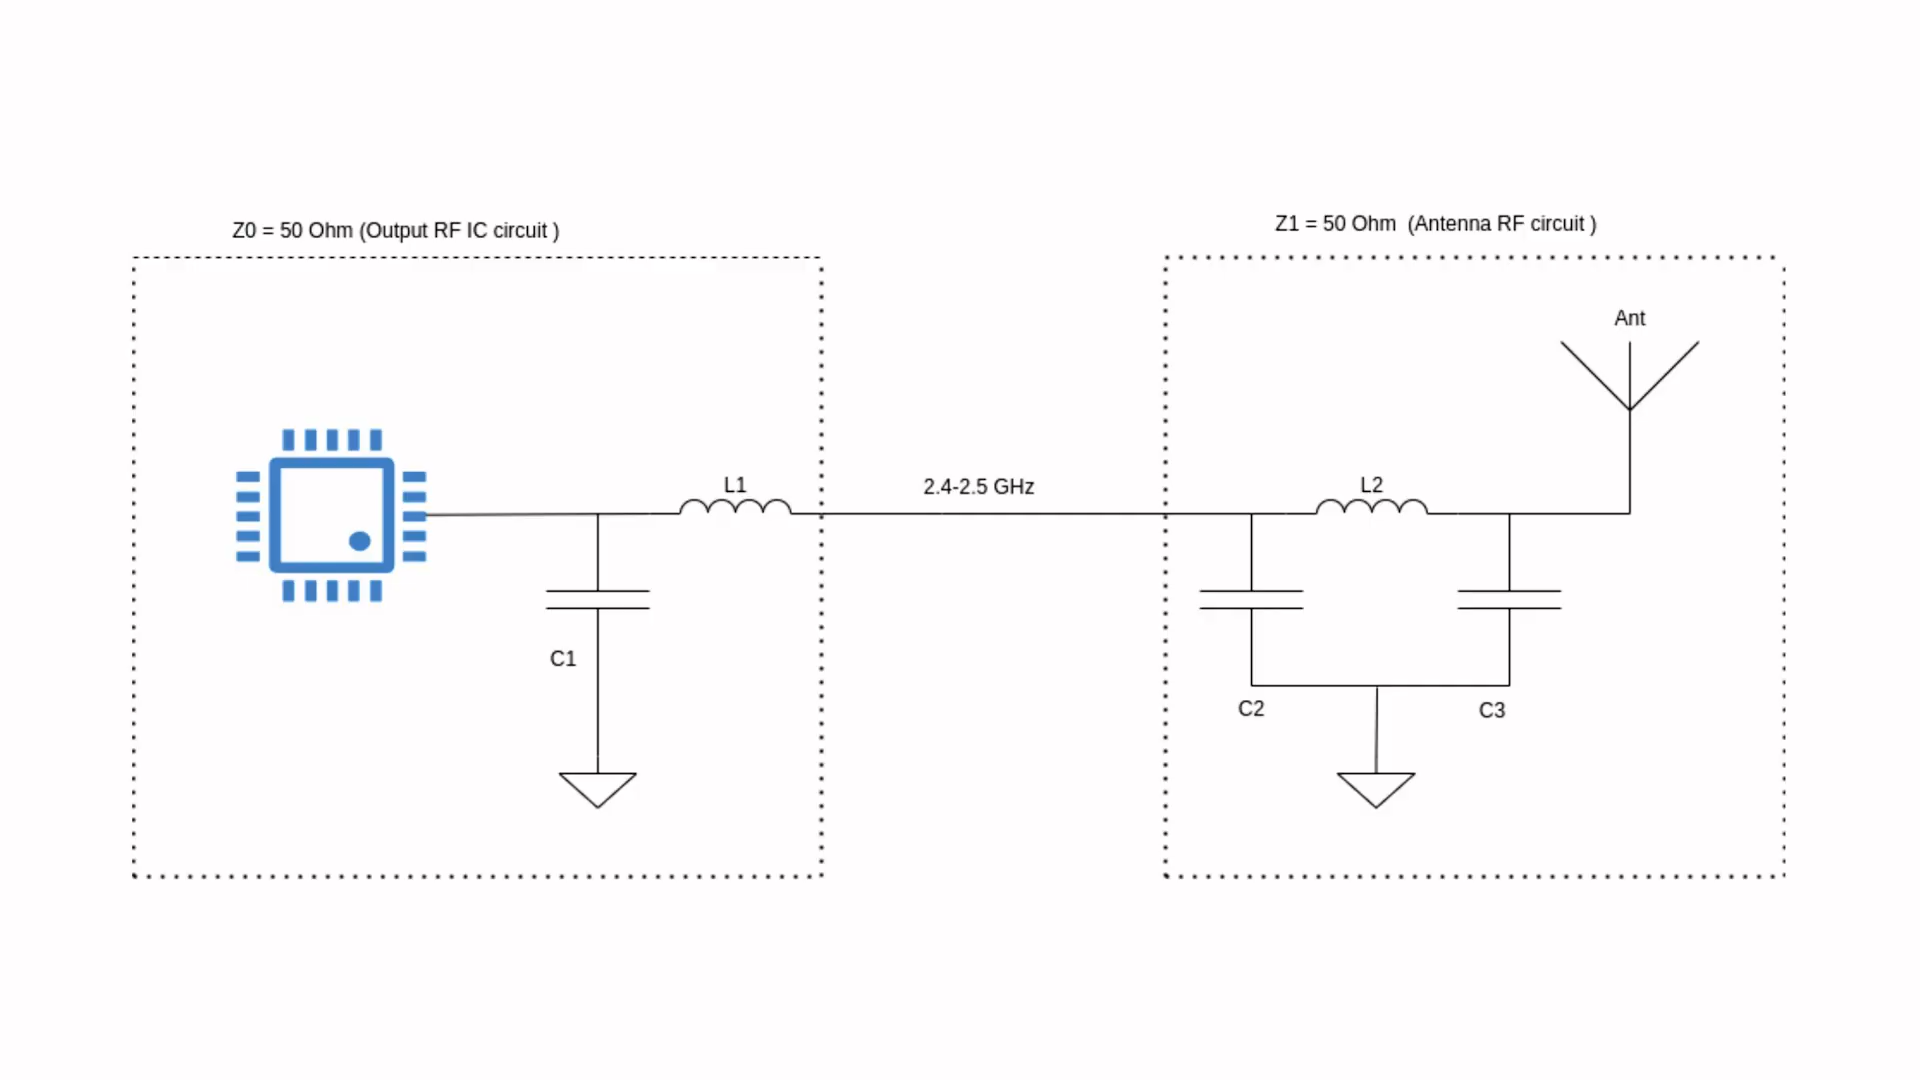 Z0 = 50 Ohm (Output RF IC circuit )
Z1 = 50 Ohm  (Antenna RF circuit )
Ant
L1
2.4-2.5 GHz
L2
C1
C2
C3